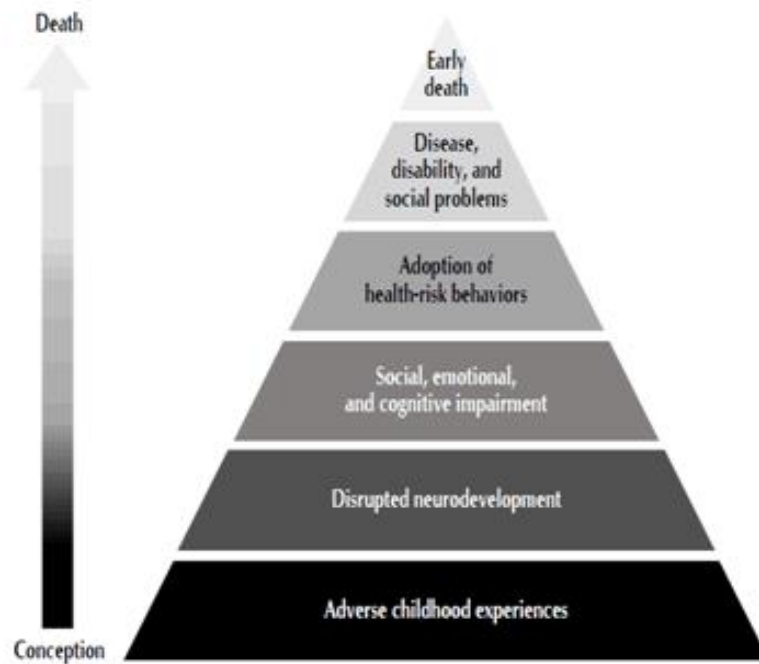 Death
Early
death
Disease,
disability, and
social problems
Adoption of
health-risk behaviors
Social, emotional,
and cognitive impairment
Disrupted neurodevelopment
Adverse childhood experiences
Conception